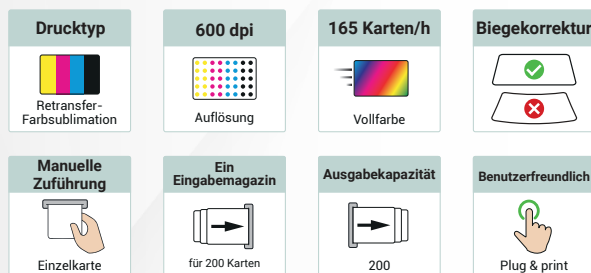 Drucktyp
Retransfer-
Farbsublimation
600 dpi
Auflösung
165 Karten/h
Vollfarbe
Biegekorrektur
Manuelle
Zuführung
Einzelkarte
Ein
Eingabemagazin
für 200 Karten
Ausgabekapazität
200
Benutzerfreundlich
Plug & print